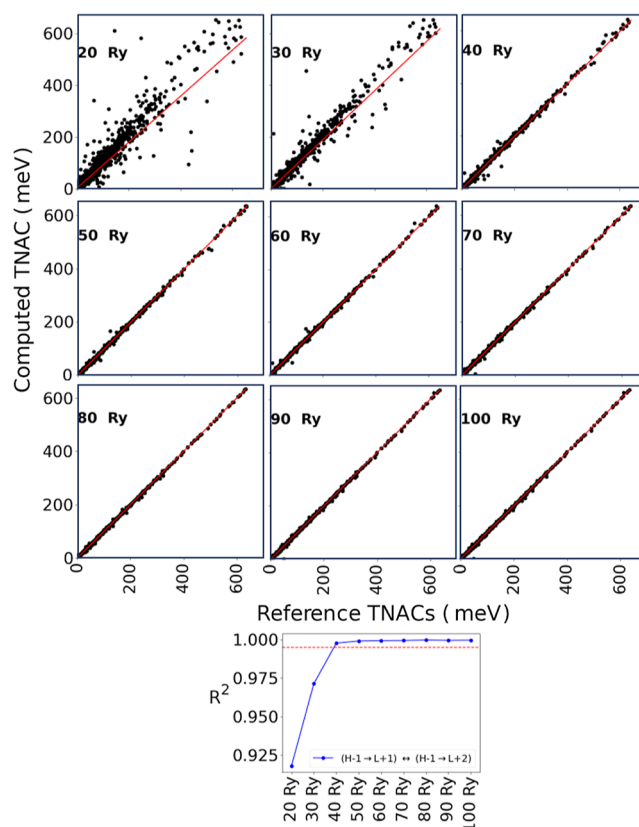 600
400
200
0
20 Ry
30 Ry
40 Ry
600
400
200
0
50 Ry
60 Ry
70 Ry
600
400
200
0
80 Ry
90 Ry
100 Ry
Computed TNAC (meV)
0
200
400
600
0
200
400
600
0
200
400
600
Reference TNACs (meV)
1.000
0.975
0.950
0.925
R²
(H-1→L+1) ↔ (H-1→L+2)
20 Ry
30 Ry
40 Ry
50 Ry
60 Ry
70 Ry
80 Ry
90 Ry
100 Ry